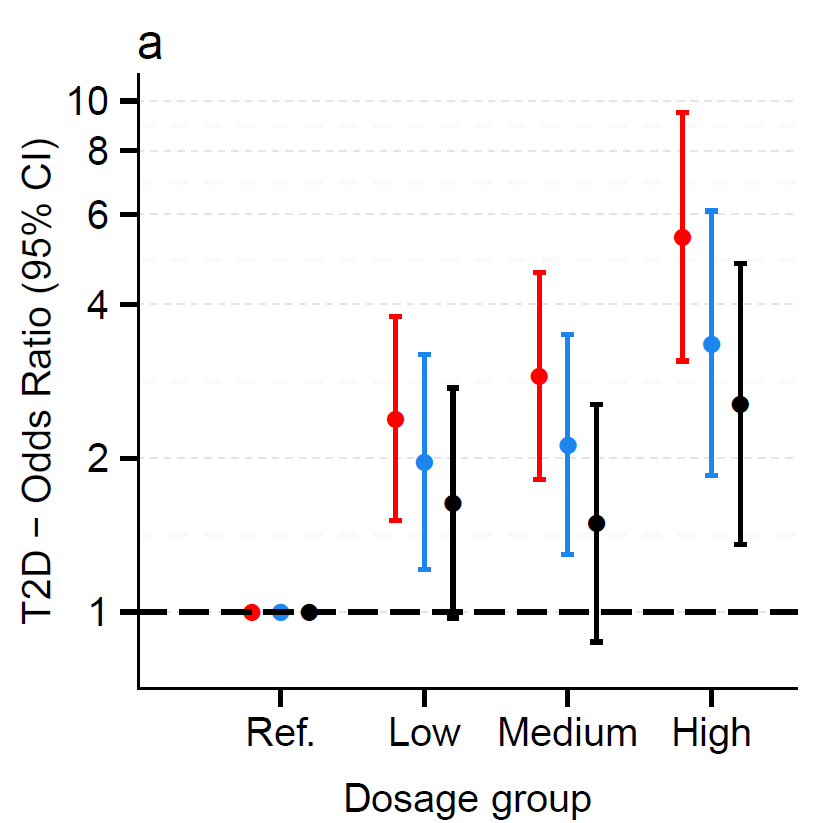 a
T2D − Odds Ratio (95% CI)
10
8
6
4
2
1
Ref. Low Medium High
Dosage group